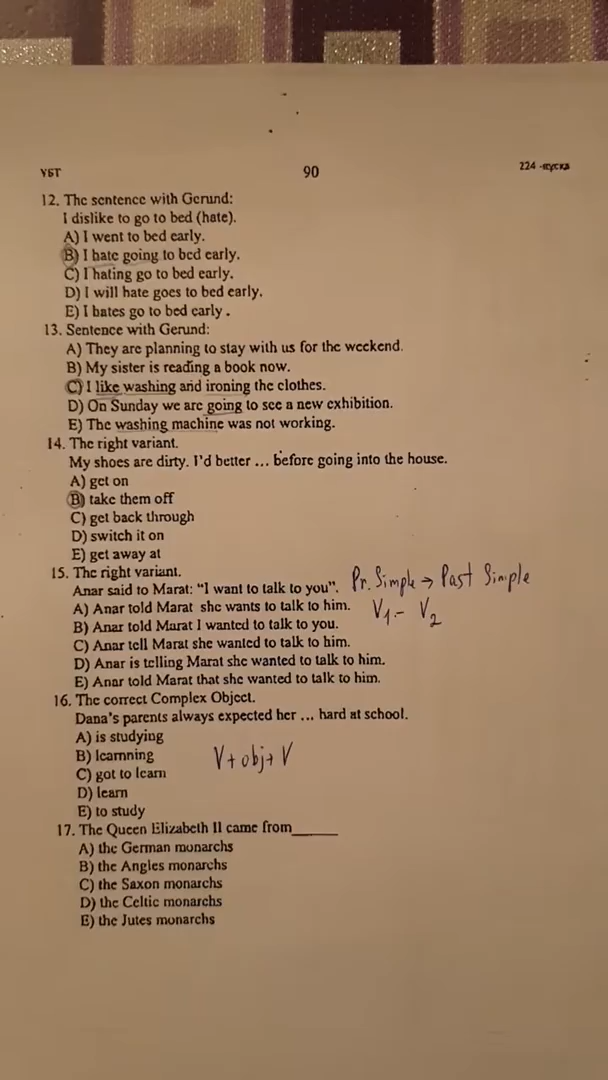 ҰБТ 90 224 -нұсқа
12. The sentence with Gerund:
I dislike to go to bed (hate).
A) I went to bed early.
B) I hate going to bed early.
C) I hating go to bed early.
D) I will hate goes to bed early.
E) I hates go to bed early .
13. Sentence with Gerund:
A) They are planning to stay with us for the weekend.
B) My sister is reading a book now.
C) I like washing and ironing the clothes.
D) On Sunday we are going to see a new exhibition.
E) The washing machine was not working.
14. The right variant.
My shoes are dirty. I'd better ... before going into the house.
A) get on
B) take them off
C) get back through
D) switch it on
E) get away at
15. The right variant.
Anar said to Marat: "I want to talk to you". Pr. Simple → Past Simple
A) Anar told Marat she wants to talk to him. V1 - V2
B) Anar told Marat I wanted to talk to you.
C) Anar tell Marat she wanted to talk to him.
D) Anar is telling Marat she wanted to talk to him.
E) Anar told Marat that she wanted to talk to him.
16. The correct Complex Object.
Dana's parents always expected her ... hard at school.
A) is studying
B) learnning V+obj+V
C) got to learn
D) learn
E) to study
17. The Queen Elizabeth II came from______
A) the German monarchs
B) the Angles monarchs
C) the Saxon monarchs
D) the Celtic monarchs
E) the Jutes monarchs